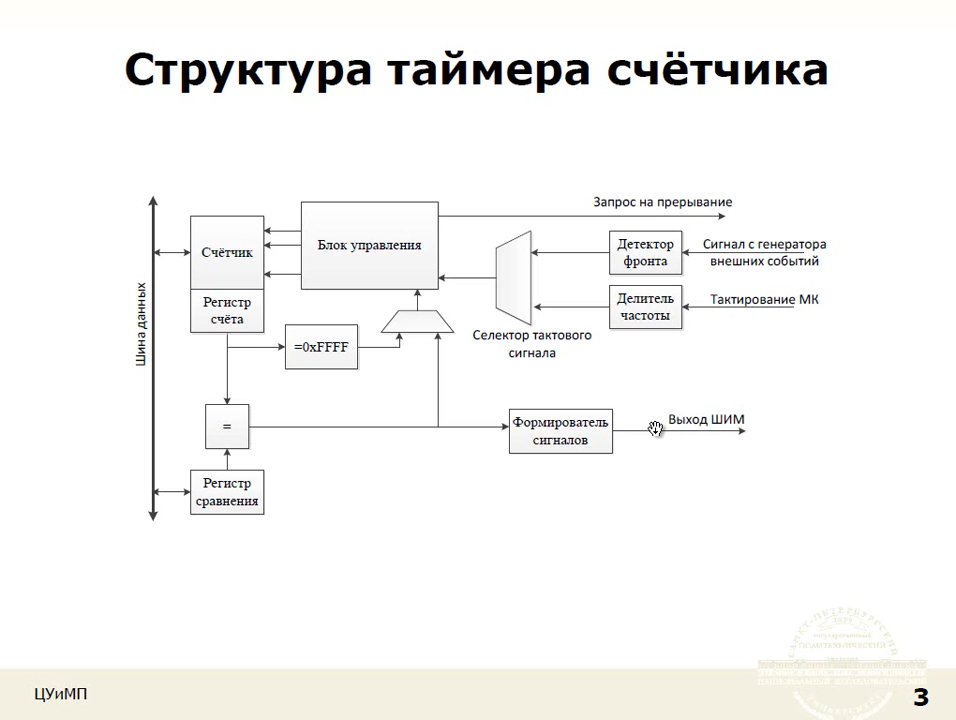 Структура таймера счётчика
Запрос на прерывание
Счётчик
Блок управления
Детектор
фронта
Сигнал с генератора
внешних событий
Регистр
счёта
Делитель
частоты
Тактирование МК
Шина данных
=0xFFFF
Селектор тактового
сигнала
=
Формирователь
сигналов
Выход ШИМ
Регистр
сравнения
ЦУиМП
3